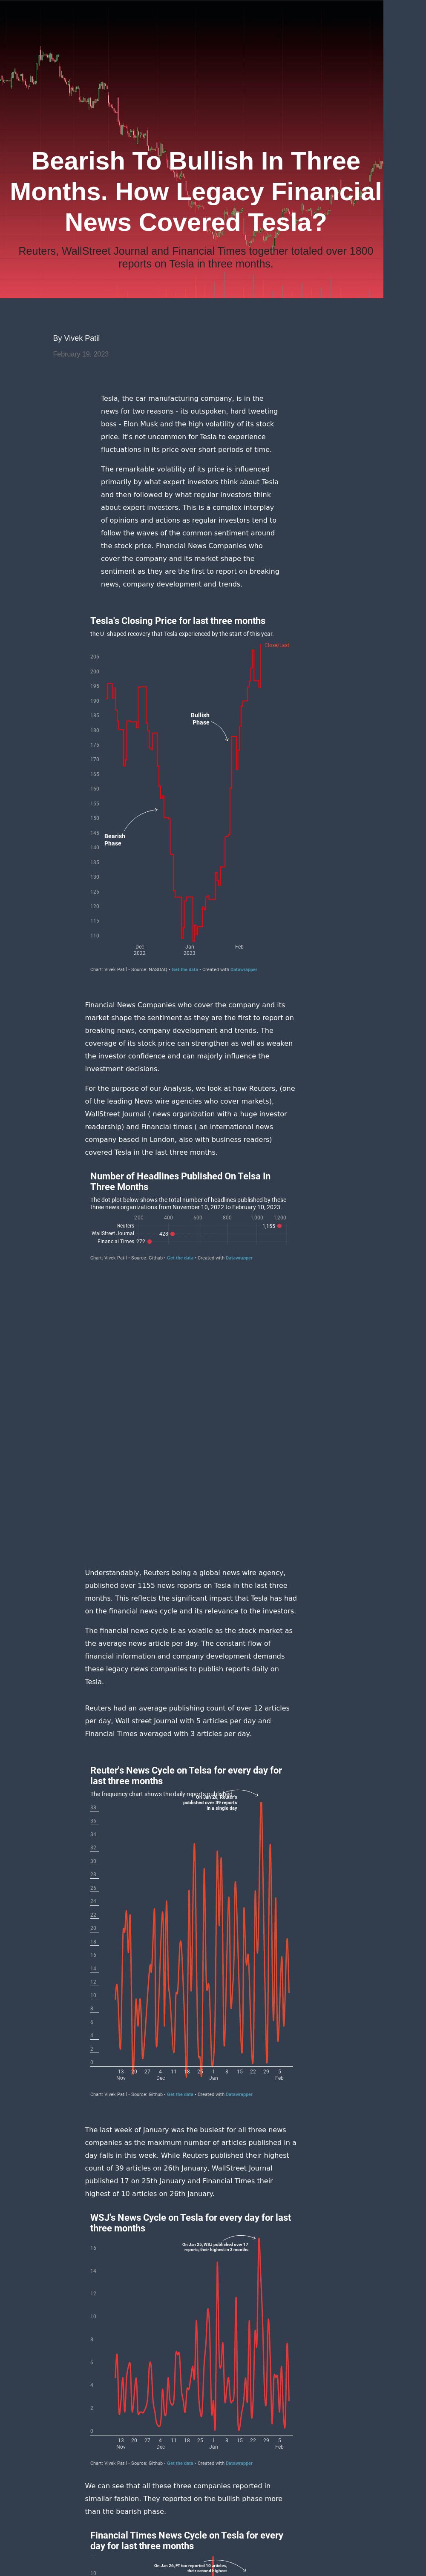 Bearish To Bullish In Three
Months. How Legacy Financial
News Covered Tesla?
Reuters, WallStreet Journal and Financial Times together totaled over 1800
reports on Tesla in three months.
By Vivek Patil
February 19, 2023
Tesla, the car manufacturing company, is in the
news for two reasons - its outspoken, hard tweeting
boss - Elon Musk and the high volatility of its stock
price. It's not uncommon for Tesla to experience
fluctuations in its price over short periods of time.
The remarkable volatility of its price is influenced
primarily by what expert investors think about Tesla
and then followed by what regular investors think
about expert investors. This is a complex interplay
of opinions and actions as regular investors tend to
follow the waves of the common sentiment around
the stock price. Financial News Companies who
cover the company and its market shape the
sentiment as they are the first to report on breaking
news, company development and trends.
Tesla's Closing Price for last three months
the U -shaped recovery that Tesla experienced by the start of this year.
Close/Last
205
200
195
190
185
Bullish
Phase
180
175
170
165
160
155
150
145
Bearish
Phase
140
135
130
125
120
115
110
Dec
2022
Jan
2023
Feb
Chart: Vivek Patil • Source: NASDAQ • Get the data • Created with Datawrapper
Financial News Companies who cover the company and its
market shape the sentiment as they are the first to report on
breaking news, company development and trends. The
coverage of its stock price can strengthen as well as weaken
the investor confidence and can majorly influence the
investment decisions.
For the purpose of our Analysis, we look at how Reuters, (one
of the leading News wire agencies who cover markets),
WallStreet Journal ( news organization with a huge investor
readership) and Financial times ( an international news
company based in London, also with business readers)
covered Tesla in the last three months.
Number of Headlines Published On Telsa In
Three Months
The dot plot below shows the total number of headlines published by these
three news organizations from November 10, 2022 to February 10, 2023.
200 400 600 800 1,000 1,200
Reuters 1,155
WallStreet Journal 428
Financial Times 272
Chart: Vivek Patil • Source: Github • Get the data • Created with Datawrapper
Understandably, Reuters being a global news wire agency,
published over 1155 news reports on Tesla in the last three
months. This reflects the significant impact that Tesla has had
on the financial news cycle and its relevance to the investors.
The financial news cycle is as volatile as the stock market as
the average news article per day. The constant flow of
financial information and company development demands
these legacy news companies to publish reports daily on
Tesla.
Reuters had an average publishing count of over 12 articles
per day, Wall street Journal with 5 articles per day and
Financial Times averaged with 3 articles per day.
Reuter's News Cycle on Telsa for every day for
last three months
The frequency chart shows the daily reports published
On Jan 26, Reuter's
published over 39 reports
in a single day
38
36
34
32
30
28
26
24
22
20
18
16
14
12
10
8
6
4
2
0
13 20 27 4 11 18 25 1 8 15 22 29 5
Nov Dec Jan Feb
Chart: Vivek Patil • Source: Github • Get the data • Created with Datawrapper
The last week of January was the busiest for all three news
companies as the maximum number of articles published in a
day falls in this week. While Reuters published their highest
count of 39 articles on 26th January, WallStreet Journal
published 17 on 25th January and Financial Times their
highest of 10 articles on 26th January.
WSJ's News Cycle on Tesla for every day for last
three months
On Jan 25, WSJ published over 17
reports, their highest in 3 months
16
14
12
10
8
6
4
2
0
13 20 27 4 11 18 25 1 8 15 22 29 5
Nov Dec Jan Feb
Chart: Vivek Patil • Source: Github • Get the data • Created with Datawrapper
We can see that all these three companies reported in
simailar fashion. They reported on the bullish phase more
than the bearish phase.
Financial Times News Cycle on Tesla for every
day for last three months
On Jan 26, FT too reported 10 articles,
their second highest
10